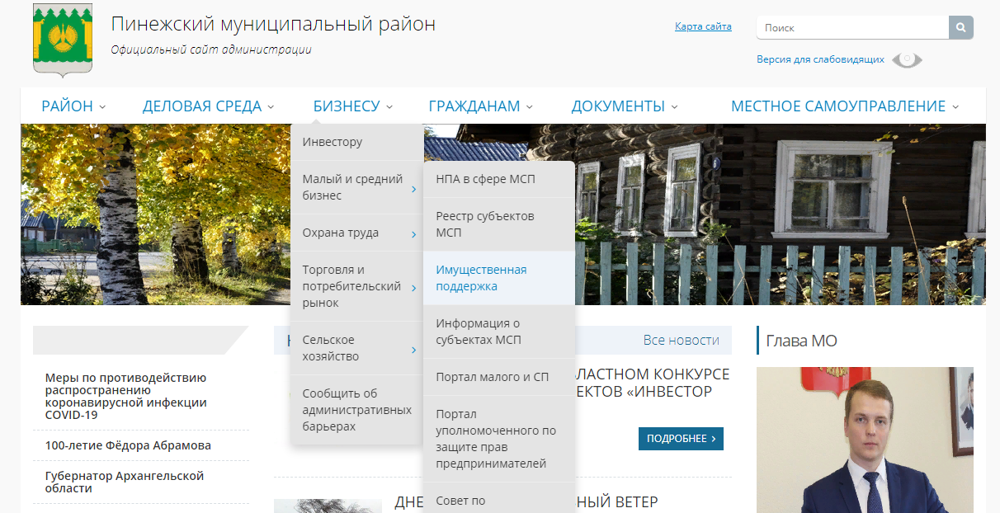 Пинежский муниципальный район
Официальный сайт администрации
Карта сайта
Поиск
Версия для слабовидящих
РАЙОН
ДЕЛОВАЯ СРЕДА
БИЗНЕСУ
ГРАЖДАНАМ
ДОКУМЕНТЫ
МЕСТНОЕ САМОУПРАВЛЕНИЕ
Инвестору
Малый и средний
бизнес
Охрана труда
Торговля и
потребительский
рынок
Сельское
хозяйство
Сообщить об
административных
барьерах
НПА в сфере МСП
Реестр субъектов
МСП
Имущественная
поддержка
Информация о
субъектах МСП
Портал малого и СП
Портал
уполномоченного по
защите прав
предпринимателей
Совет по
Меры по противодействию
распространению
коронавирусной инфекции
COVID-19
100-летие Фёдора Абрамова
Губернатор Архангельской
области
Все новости
ЛАСТНОМ КОНКУРСЕ
ЕКТОВ «ИНВЕСТОР
ПОДРОБНЕЕ
ДНЕ
НЫЙ ВЕТЕР
Глава МО